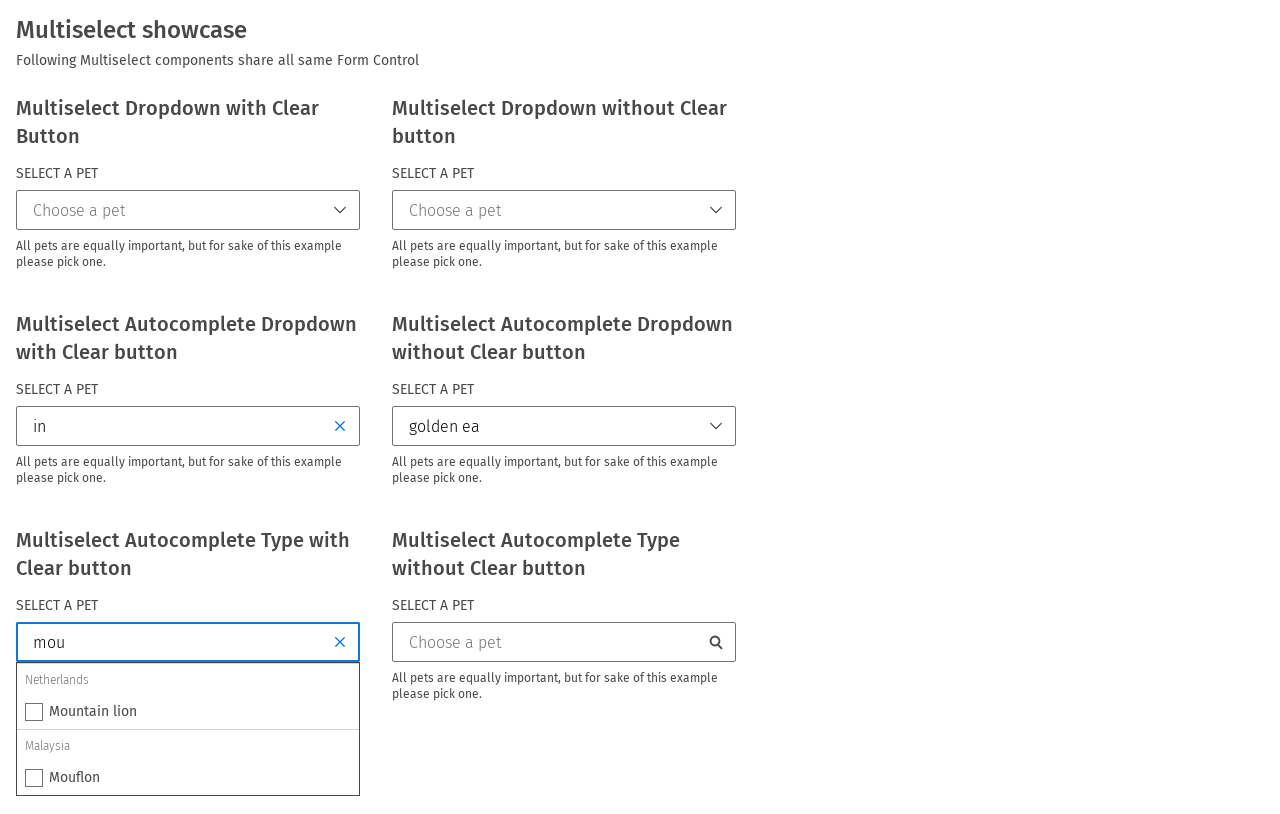 Multiselect showcase
Following Multiselect components share all same Form Control
Multiselect Dropdown with Clear
Button
SELECT A PET
Choose a pet
All pets are equally important, but for sake of this example
please pick one.
Multiselect Dropdown without Clear
button
SELECT A PET
Choose a pet
All pets are equally important, but for sake of this example
please pick one.
Multiselect Autocomplete Dropdown
with Clear button
SELECT A PET
in
All pets are equally important, but for sake of this example
please pick one.
Multiselect Autocomplete Dropdown
without Clear button
SELECT A PET
golden ea
All pets are equally important, but for sake of this example
please pick one.
Multiselect Autocomplete Type with
Clear button
SELECT A PET
mou
Netherlands
Mountain lion
Malaysia
Mouflon
Multiselect Autocomplete Type
without Clear button
SELECT A PET
Choose a pet
All pets are equally important, but for sake of this example
please pick one.